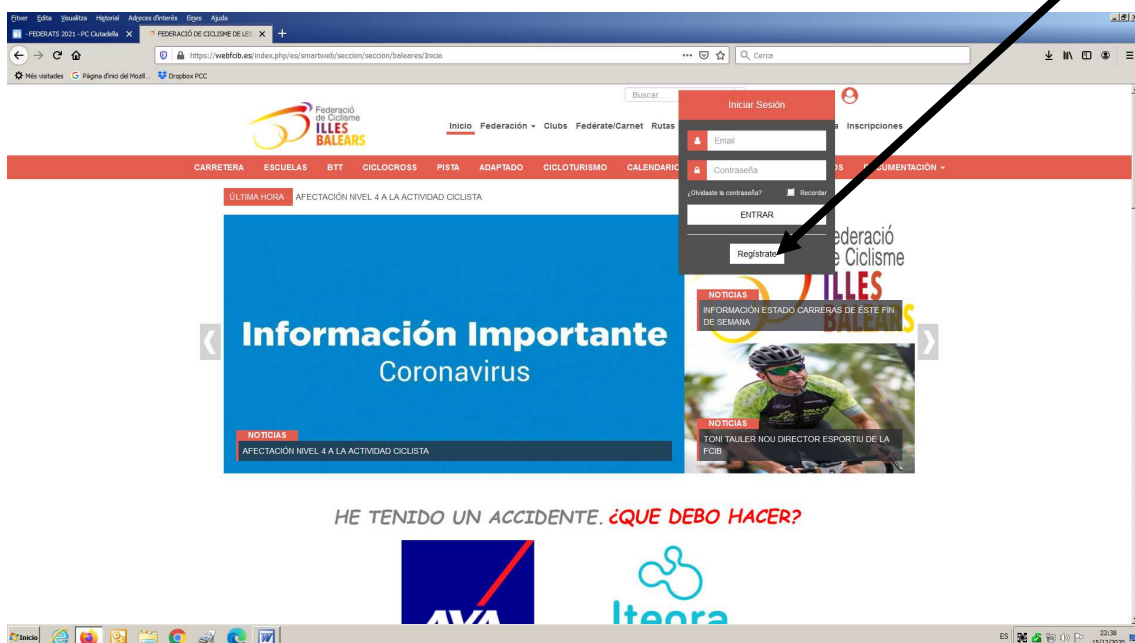 Fitxer Edita Visualitza Historial Adreces d'interès Eines Ajuda
- FEDERATS 2021 - PC Ciutadella
FEDERACIÓ DE CICLISME DE LES
https://webfcib.es/index.php/es/smartweb/seccion/seccion/baleares/Inicio
Cerca
Més visitades Pàgina d'inici del Mozill... Dropbox PCC
Buscar...
Federació
de Ciclisme
ILLES
BALEARS
Inicio Federación Clubs Fedérate/Carnet Rutas Inscripciones
Iniciar Sesión
Email
Contraseña
¿Olvidaste la contraseña? Recordar
ENTRAR
Regístrate
CARRETERA ESCUELAS BTT CICLOCROSS PISTA ADAPTADO CICLOTURISMO CALENDARIO DOCUMENTACIÓN
ÚLTIMA HORA AFECTACIÓN NIVEL 4 A LA ACTIVIDAD CICLISTA
Información Importante
Coronavirus
NOTICIAS
AFECTACIÓN NIVEL 4 A LA ACTIVIDAD CICLISTA
Ciclisme
ILLES
BALEARS
NOTICIAS
INFORMACIÓN ESTADO CARRERAS DE ESTE FIN
DE SEMANA
NOTICIAS
TONI TAULER NOU DIRECTOR ESPORTIU DE LA
FCIB
HE TENIDO UN ACCIDENTE. ¿QUE DEBO HACER?
AXA
Iteora
Inicio
ES
22:38
15/12/2020